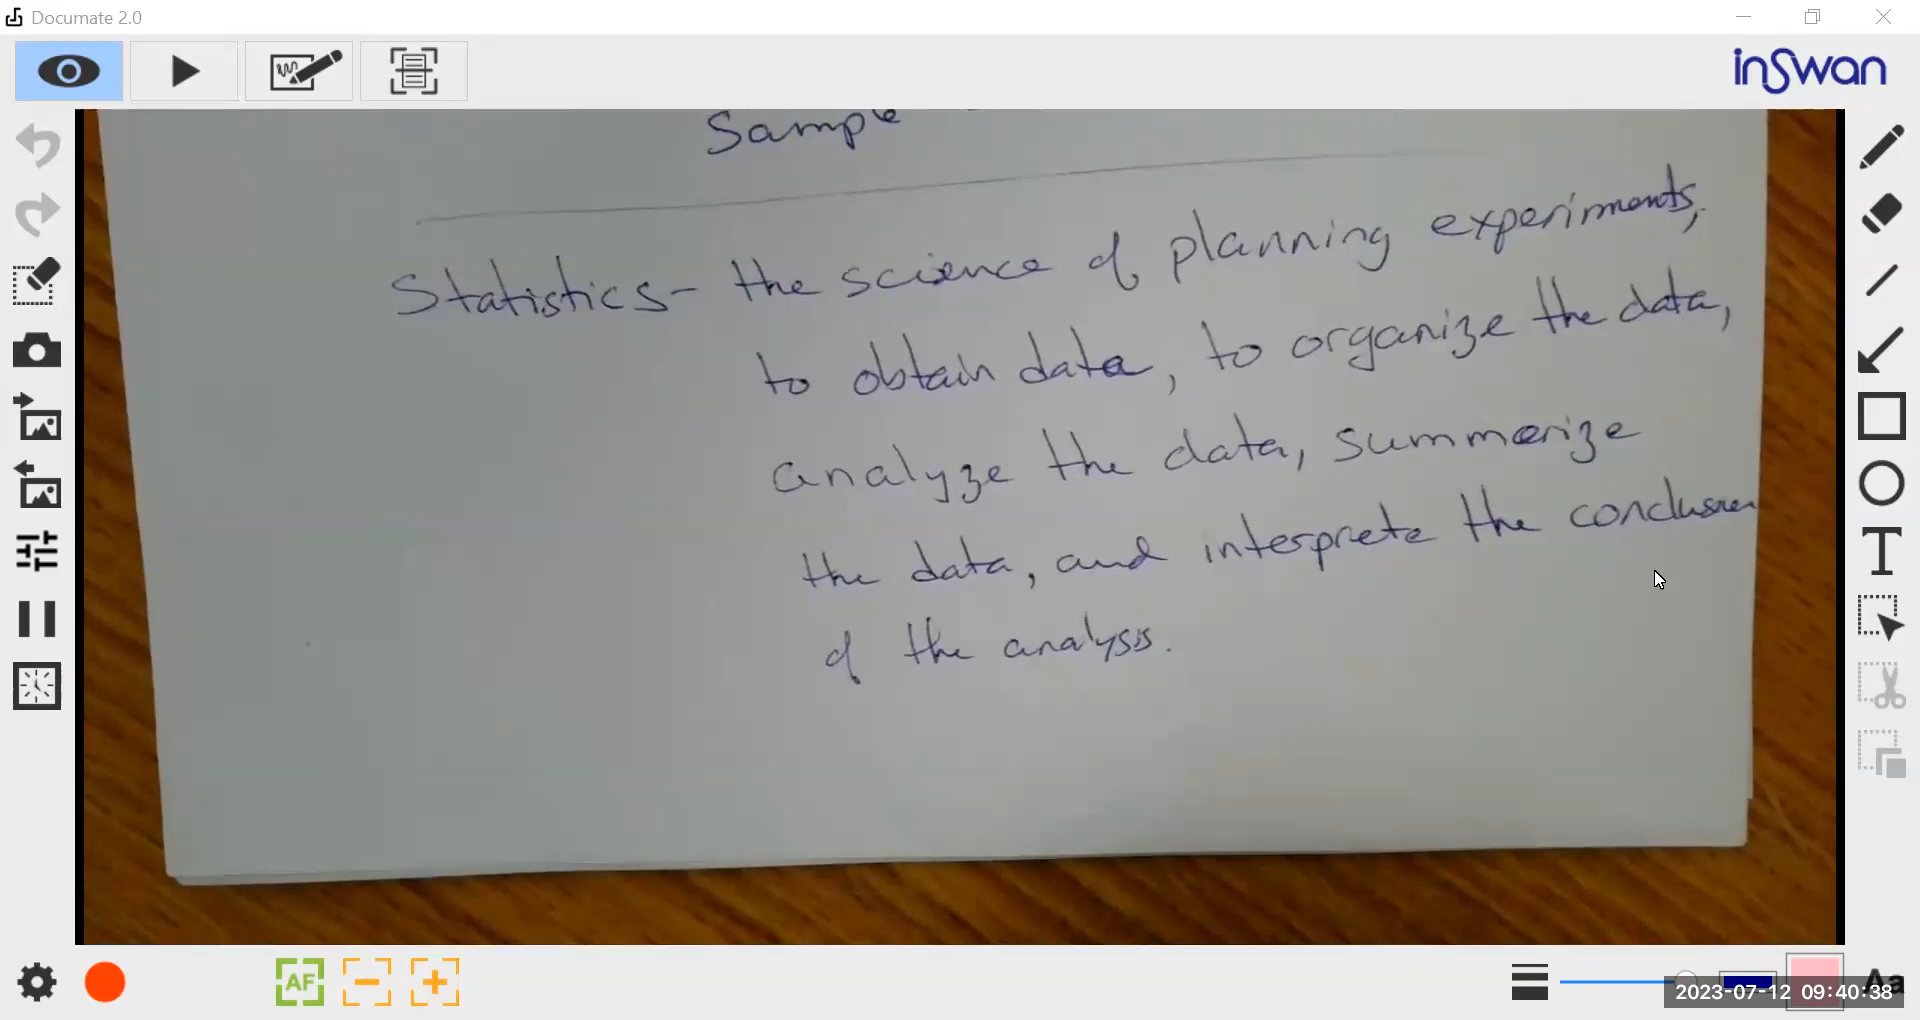 Documate 2.0
inSwan
Sample
Statistics - the science of planning experiments,
to obtain data, to organize the data,
analyze the data, summarize
the data, and interprete the conclusion
of the analysis.
AF
T
Aa
2023-07-12 09:40:38